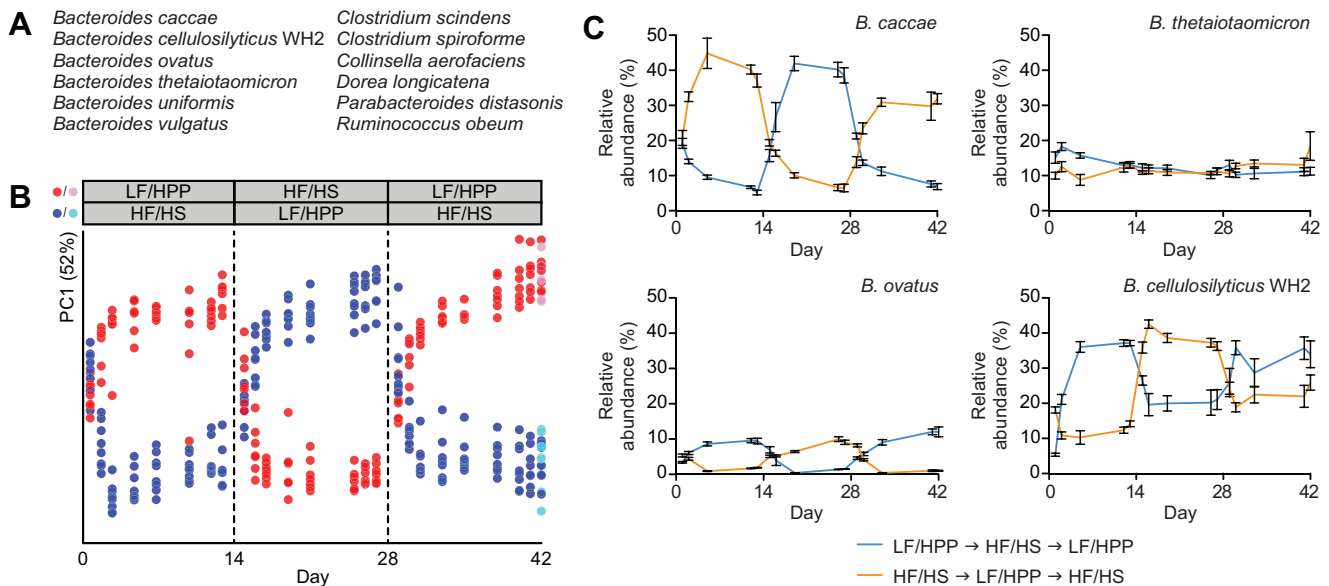 A
Bacteroides caccae
Bacteroides cellulosilyticus WH2
Bacteroides ovatus
Bacteroides thetaiotaomicron
Bacteroides uniformis
Bacteroides vulgatus
Clostridium scindens
Clostridium spiroforme
Collinsella aerofaciens
Dorea longicatena
Parabacteroides distasonis
Ruminococcus obeum
B
/ LF/HPP HF/HS LF/HPP
/ HF/HS LF/HPP HF/HS
PC1 (52%)
0 14 28 42
Day
C
B. caccae
Relative
abundance (%)
50
40
30
20
10
0
0 14 28 42
Day
B. thetaiotaomicron
Relative
abundance (%)
50
40
30
20
10
0
0 14 28 42
Day
B. ovatus
Relative
abundance (%)
50
40
30
20
10
0
0 14 28 42
Day
B. cellulosilyticus WH2
Relative
abundance (%)
50
40
30
20
10
0
0 14 28 42
Day
LF/HPP → HF/HS → LF/HPP
HF/HS → LF/HPP → HF/HS